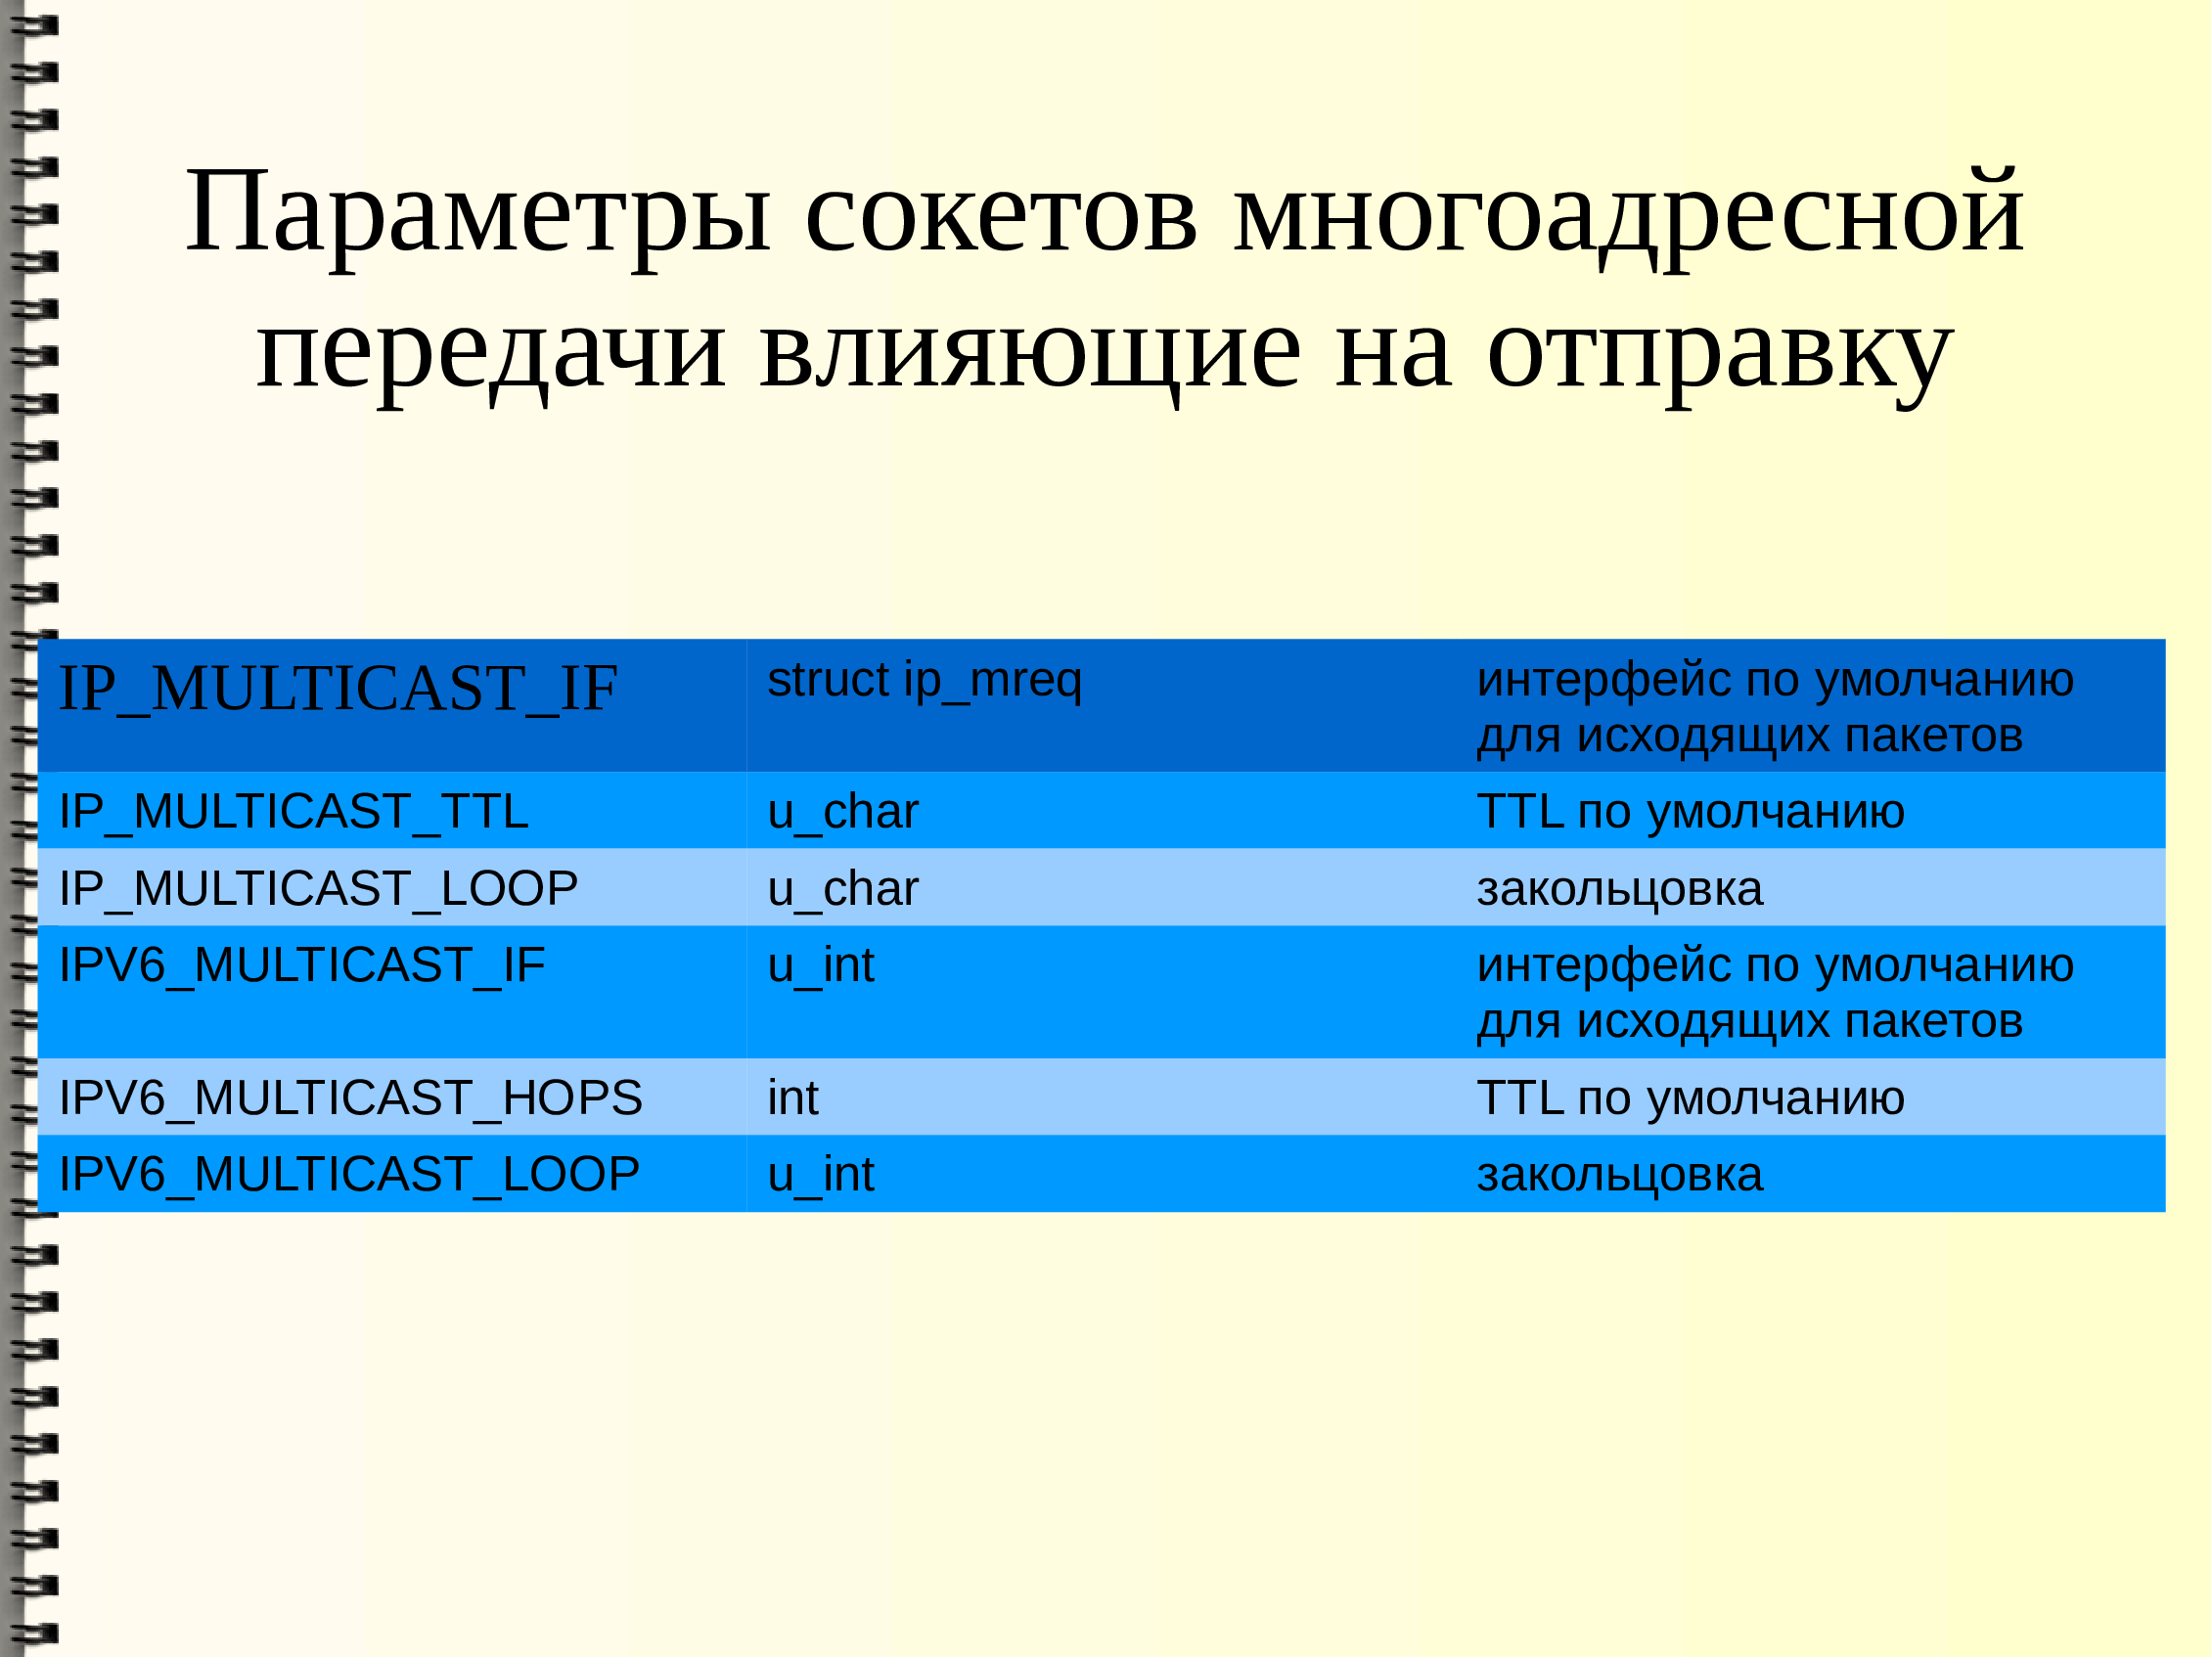 Параметры сокетов многоадресной
передачи влияющие на отправку
IP_MULTICAST_IF struct ip_mreq интерфейс по умолчанию
для исходящих пакетов
IP_MULTICAST_TTL u_char TTL по умолчанию
IP_MULTICAST_LOOP u_char закольцовка
IPV6_MULTICAST_IF u_int интерфейс по умолчанию
для исходящих пакетов
IPV6_MULTICAST_HOPS int TTL по умолчанию
IPV6_MULTICAST_LOOP u_int закольцовка